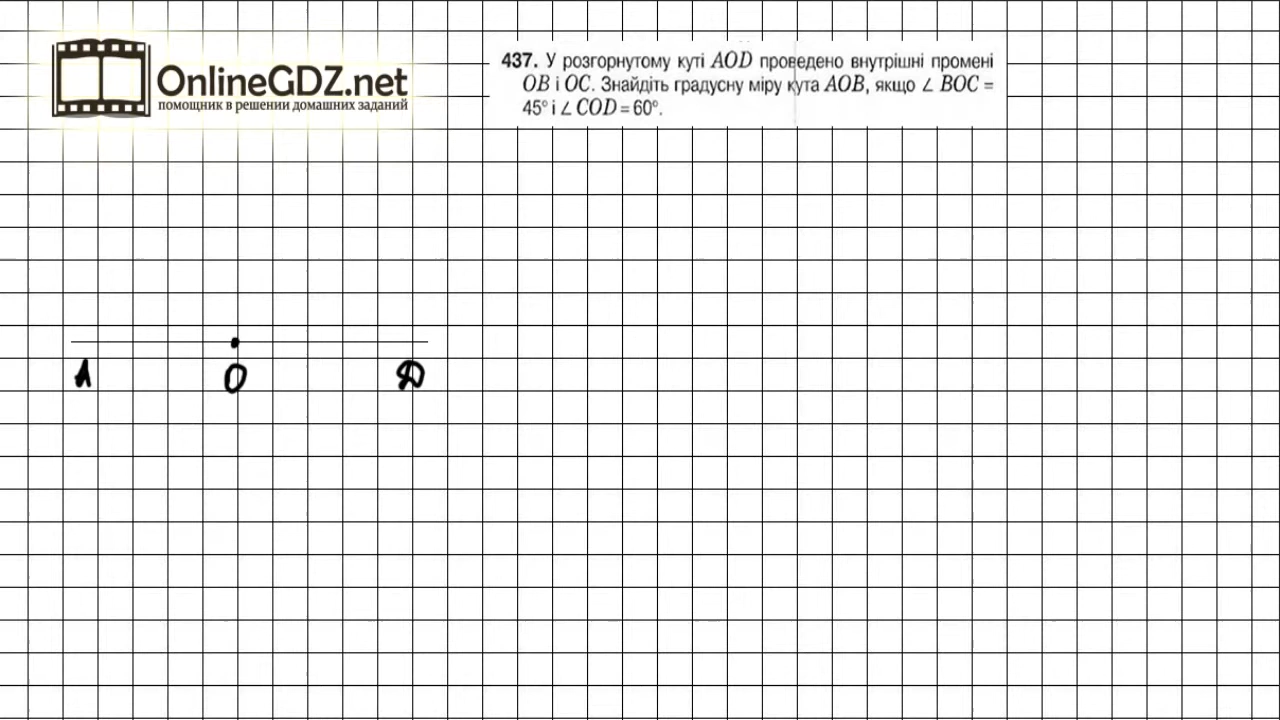 OnlineGDZ.net
помощник в решении домашних заданий
437. У розгорнутому куті AOD проведено внутрішні промені
OB і OC. Знайдіть градусну міру кута AOB, якщо ∠ BOC =
45° і ∠ COD = 60°.
А О D